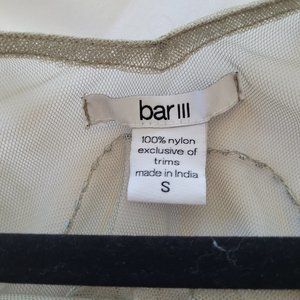 bar III
100% nylon
exclusive of
trims
made in India
S